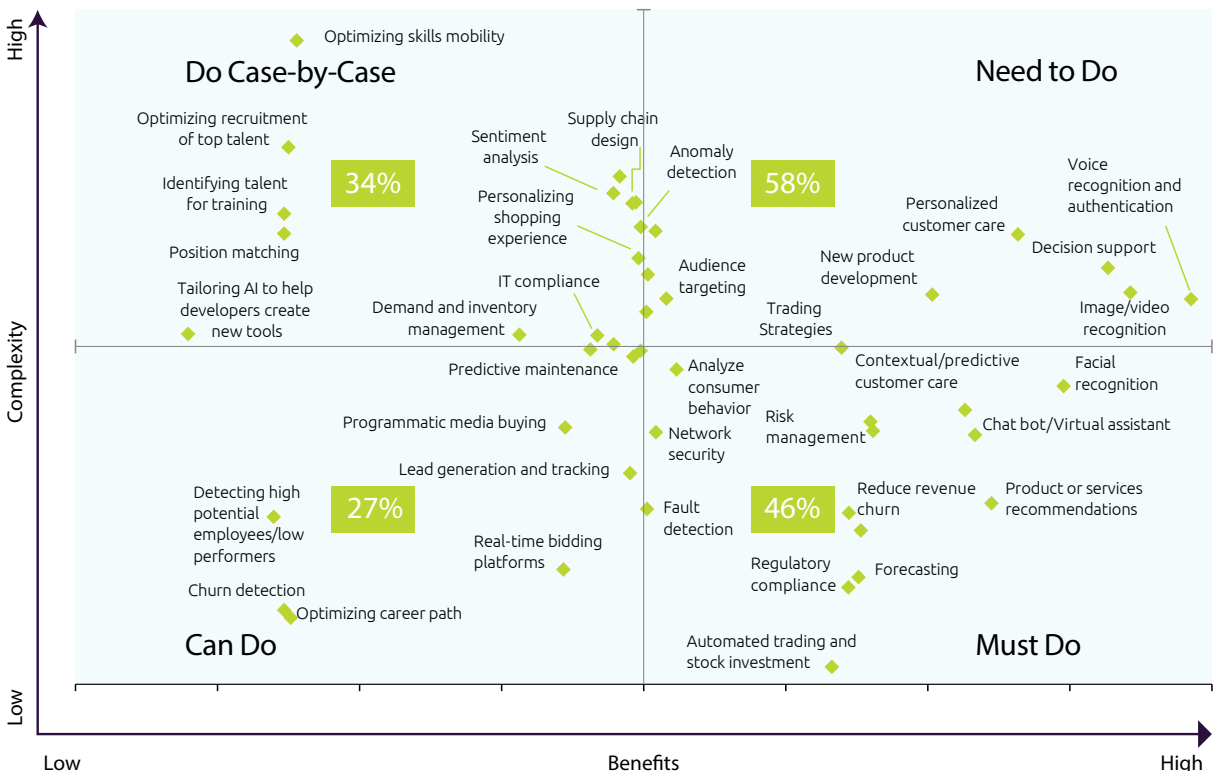 High
Optimizing skills mobility
Do Case-by-Case
Need to Do
Optimizing recruitment
of top talent
Supply chain
design
Sentiment
analysis
Anomaly
detection
Voice
recognition and
authentication
34%
58%
Identifying talent
for training
Personalizing
shopping
experience
Personalized
customer care
Position matching
Decision support
New product
development
Audience
targeting
IT compliance
Tailoring AI to help
developers create
new tools
Demand and inventory
management
Trading
Strategies
Image/video
recognition
Complexity
Predictive maintenance
Analyze
consumer
behavior
Contextual/predictive
customer care
Facial
recognition
Programmatic media buying
Risk
management
Chat bot/Virtual assistant
Network
security
Lead generation and tracking
Detecting high
potential
employees/low
performers
27%
46%
Fault
detection
Reduce revenue
churn
Product or services
recommendations
Real-time bidding
platforms
Regulatory
compliance
Forecasting
Churn detection
Optimizing career path
Can Do
Must Do
Automated trading and
stock investment
Low
Low
Benefits
High